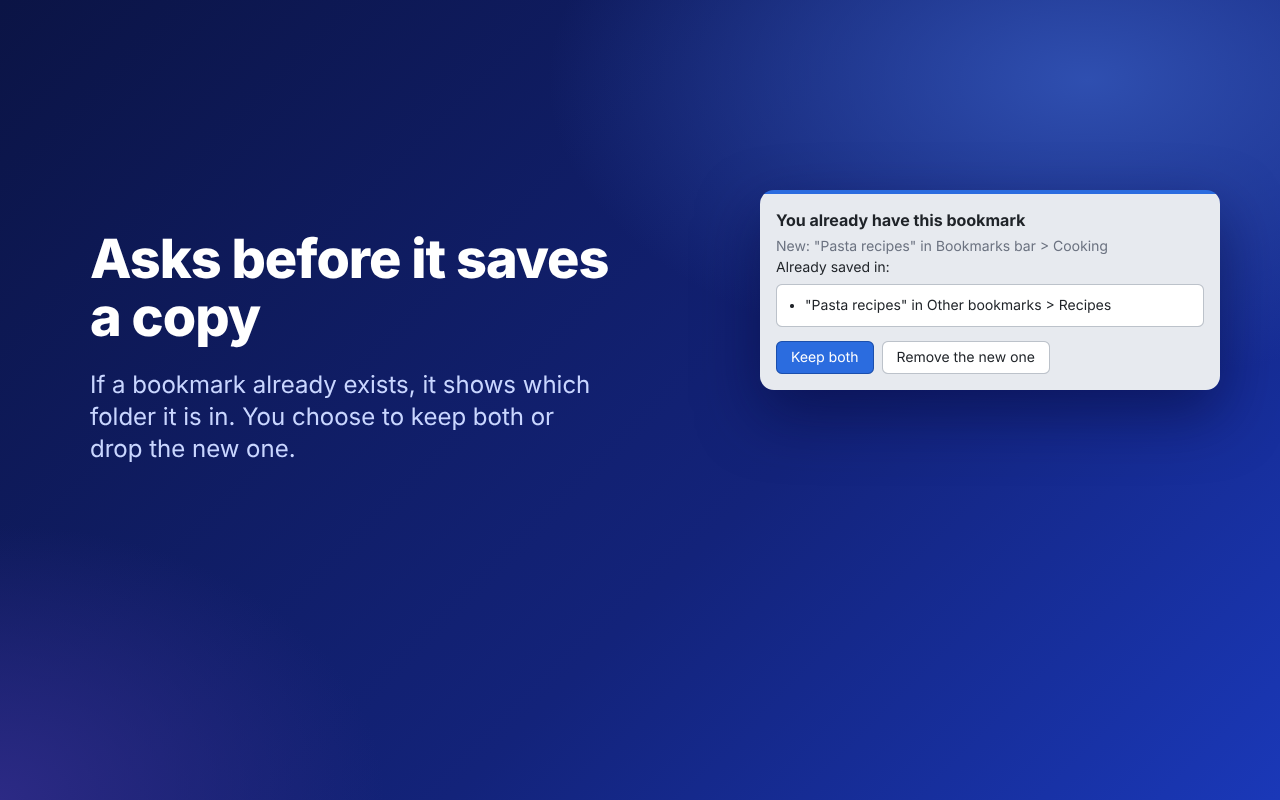 Asks before it saves
a copy
If a bookmark already exists, it shows which
folder it is in. You choose to keep both or
drop the new one.
You already have this bookmark
New: "Pasta recipes" in Bookmarks bar > Cooking
Already saved in:
• "Pasta recipes" in Other bookmarks > Recipes
Keep both
Remove the new one